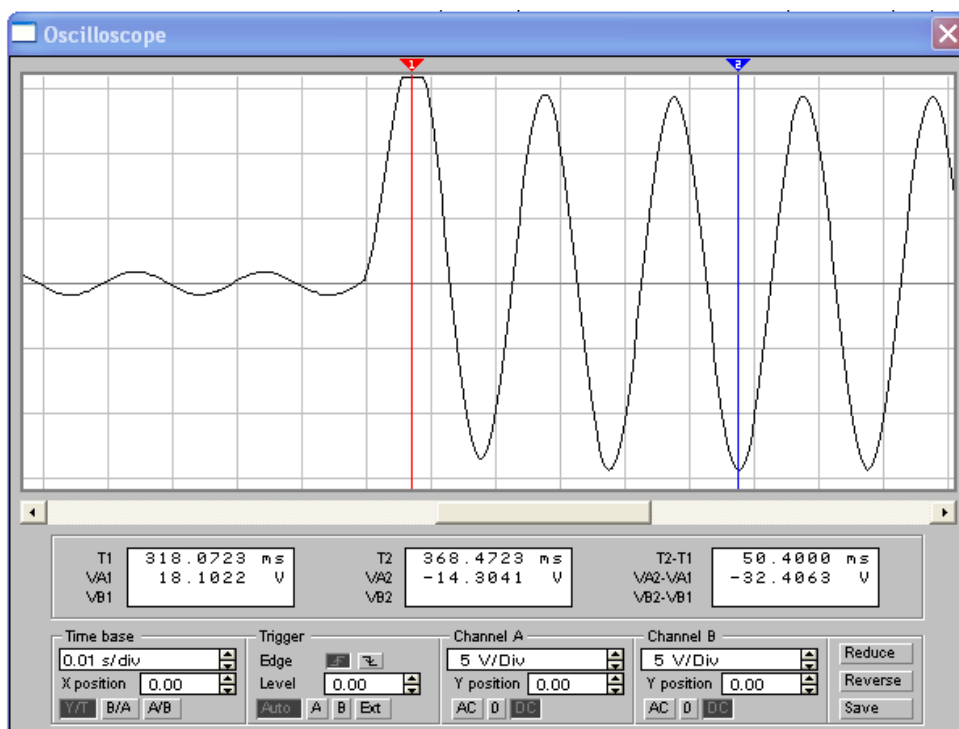 Oscilloscope
1 2
T1 318.0723 ms T2 368.4723 ms T2-T1 50.4000 ms
VA1 18.1022 V VA2 -14.3041 V VA2-VA1 -32.4063 V
VB1 VB2 VB2-VB1
Time base Trigger Channel A Channel B
0.01 s/div Edge 5 V/Div 5 V/Div Reduce
X position 0.00 Level 0.00 Y position 0.00 Y position 0.00 Reverse
Y/T B/A A/B Auto A B Ext AC 0 DC AC 0 DC Save